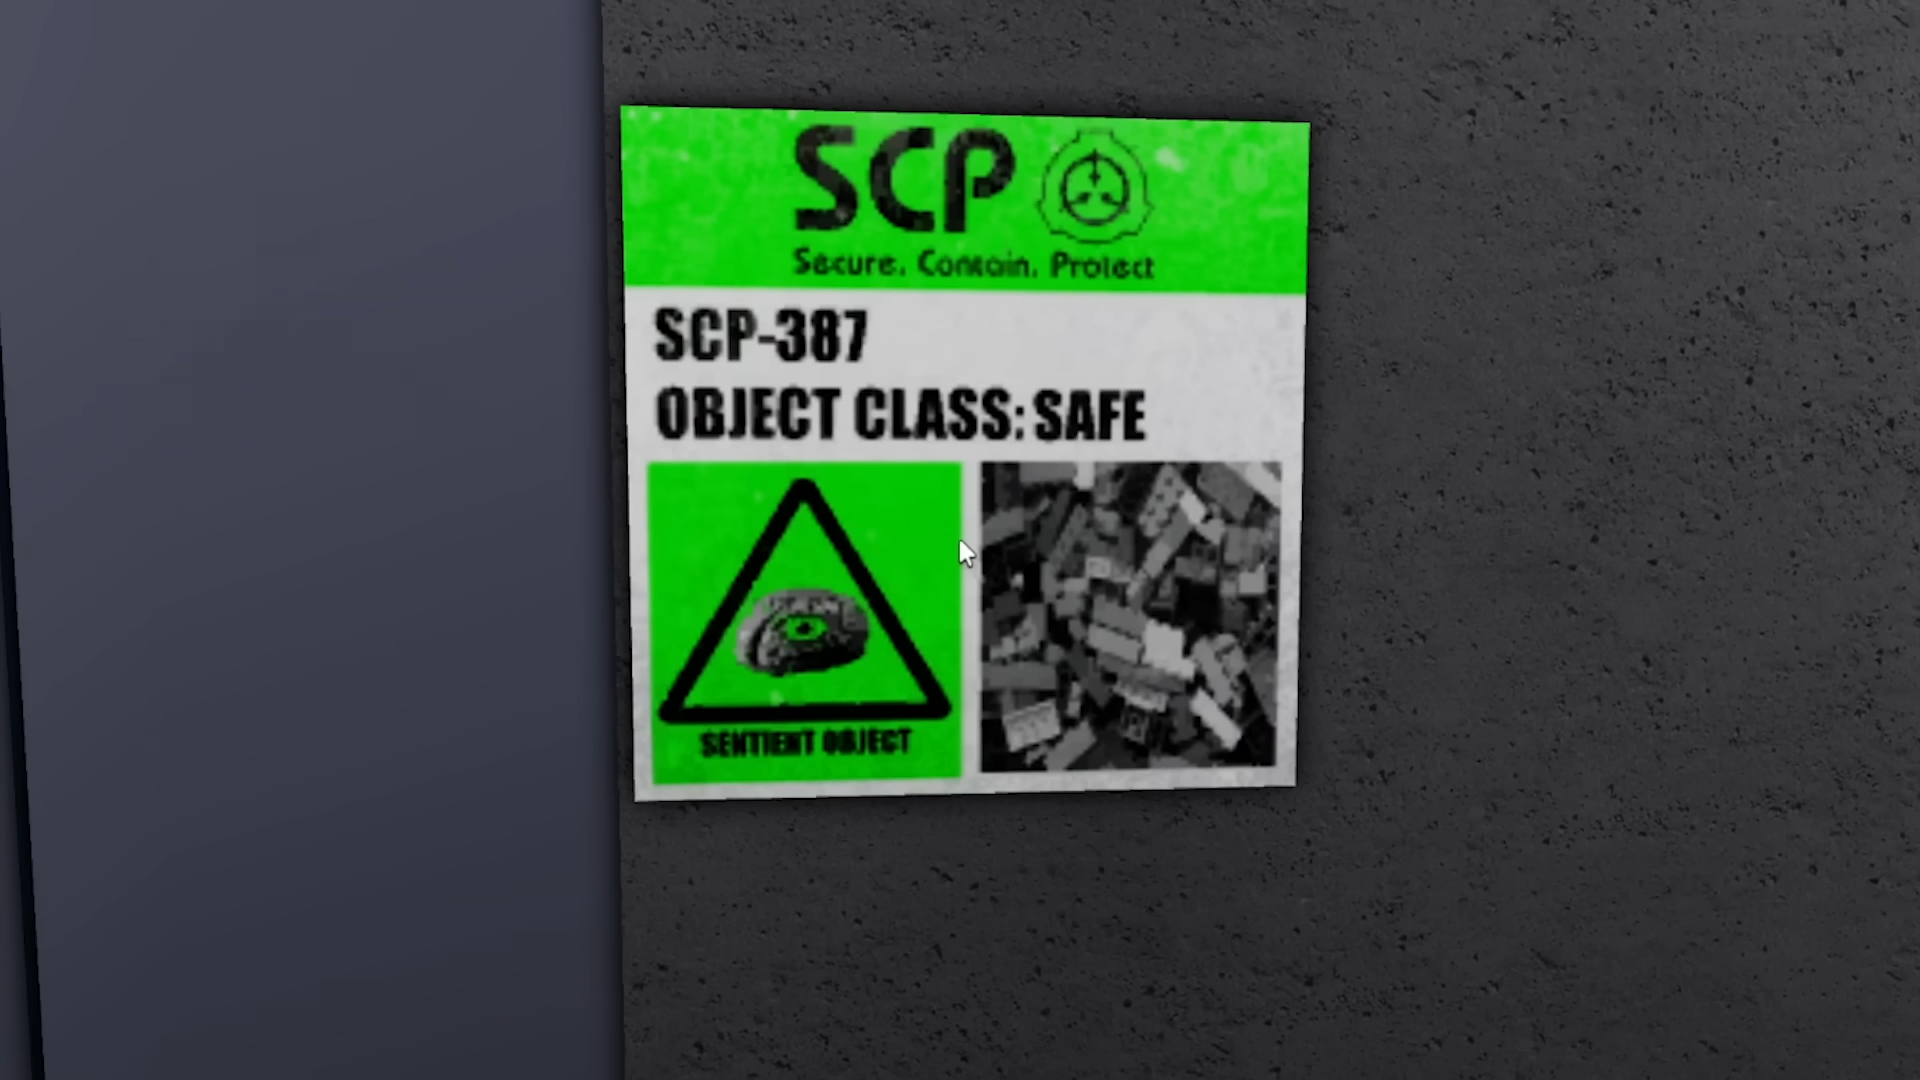 SCP
Secure. Contain. Protect
SCP-387
OBJECT CLASS: SAFE
SENTIENT OBJECT